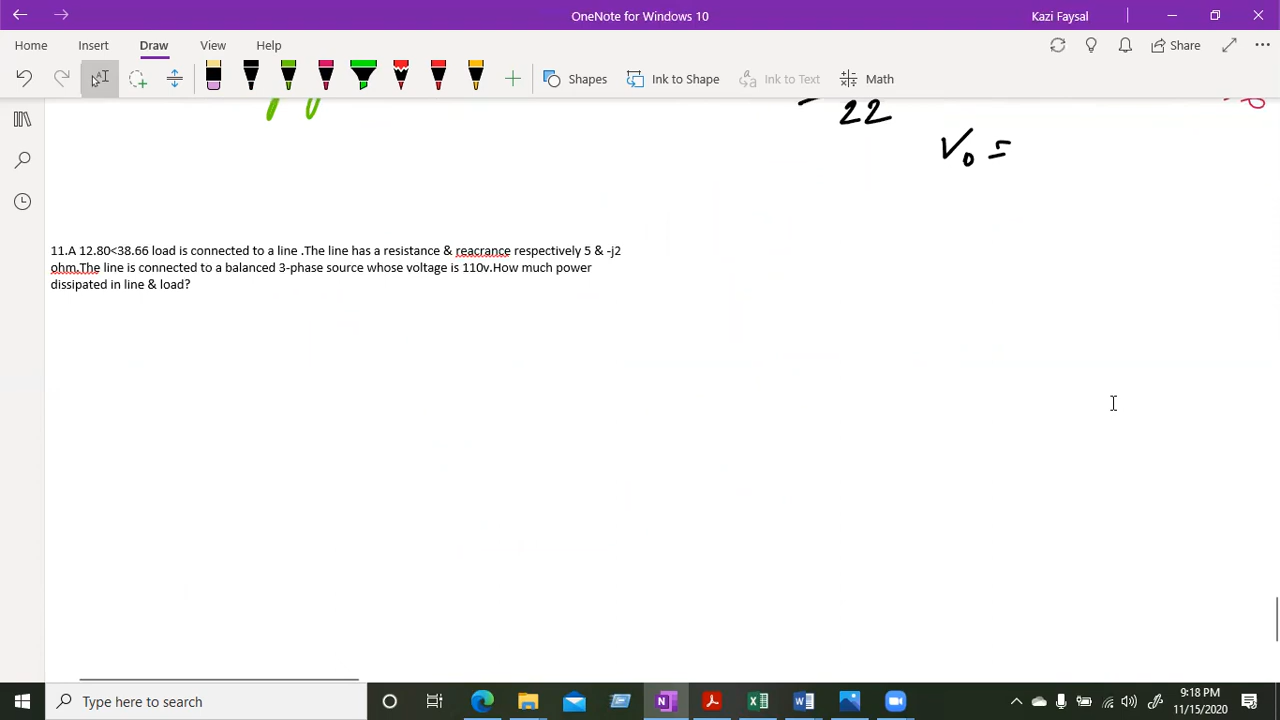 OneNote for Windows 10
Kazi Faysal
Home Insert Draw View Help
Share
Shapes
Ink to Shape
Ink to Text
Math
22
V₀ =
11.A 12.80<38.66 load is connected to a line .The line has a resistance & reacrance respectively 5 & -j2
ohm.The line is connected to a balanced 3-phase source whose voltage is 110v.How much power
dissipated in line & load?
Type here to search
9:18 PM
11/15/2020